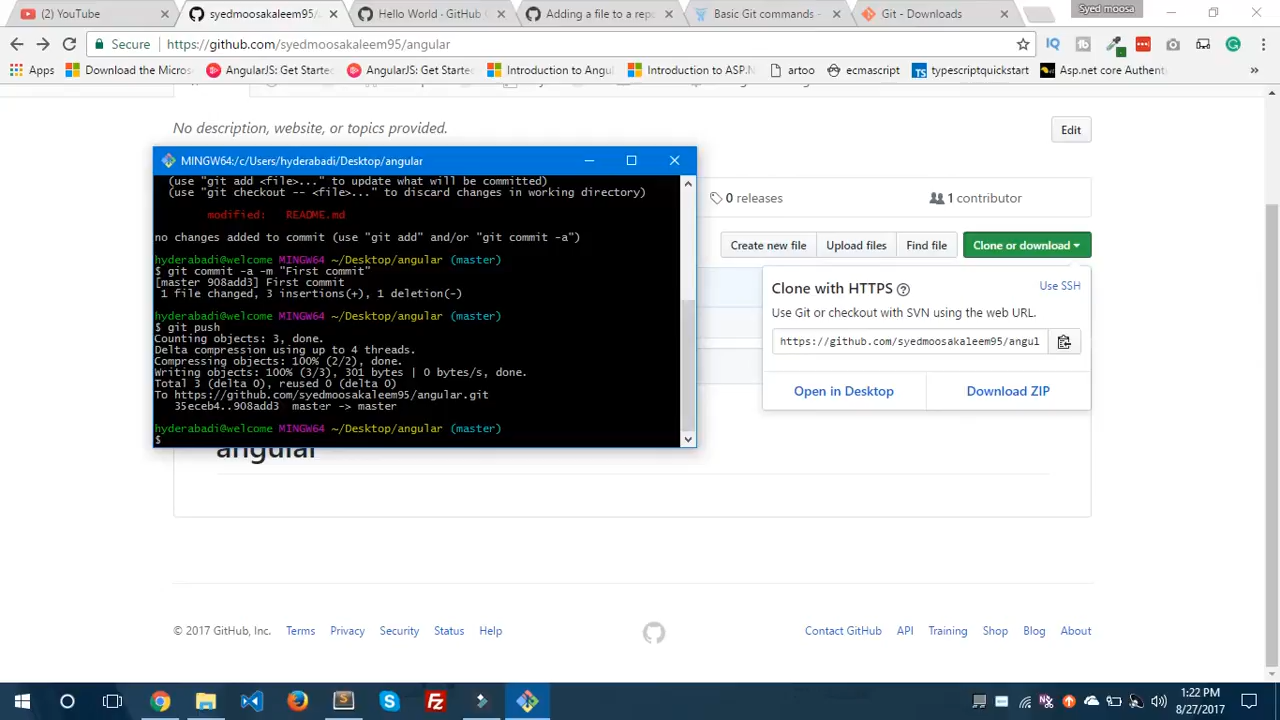 (2) YouTube
syedmoosakaleem95/
Hello World · GitHub
Adding a file to a rep
Basic Git commands -
Git - Downloads
Syed moosa
Secure
https://github.com/syedmoosakaleem95/angular
Apps
Download the Micros
AngularJS: Get Starte
AngularJS: Get Starte
Introduction to Angu
Introduction to ASP.N
artoo
ecmascript
typescriptquickstart
Asp.net core Authent
No description, website, or topics provided.
Edit
0 releases
1 contributor
Create new file
Upload files
Find file
Clone or download
Clone with HTTPS
Use SSH
Use Git or checkout with SVN using the web URL.
https://github.com/syedmoosakaleem95/angul
Open in Desktop
Download ZIP
MINGW64:/c/Users/hyderabadi/Desktop/angular
(use "git add <file>..." to update what will be committed)
(use "git checkout -- <file>..." to discard changes in working directory)
modified: README.md
no changes added to commit (use "git add" and/or "git commit -a")
hyderabadi@welcome MINGW64 ~/Desktop/angular (master)
$ git commit -a -m "First commit"
[master 908add3] First commit
1 file changed, 3 insertions(+), 1 deletion(-)
hyderabadi@welcome MINGW64 ~/Desktop/angular (master)
$ git push
Counting objects: 3, done.
Delta compression using up to 4 threads.
Compressing objects: 100% (2/2), done.
Writing objects: 100% (3/3), 301 bytes | 0 bytes/s, done.
Total 3 (delta 0), reused 0 (delta 0)
To https://github.com/syedmoosakaleem95/angular.git
35eceb4..908add3 master -> master
hyderabadi@welcome MINGW64 ~/Desktop/angular (master)
$
angular
© 2017 GitHub, Inc.
Terms
Privacy
Security
Status
Help
Contact GitHub
API
Training
Shop
Blog
About
1:22 PM
8/27/2017